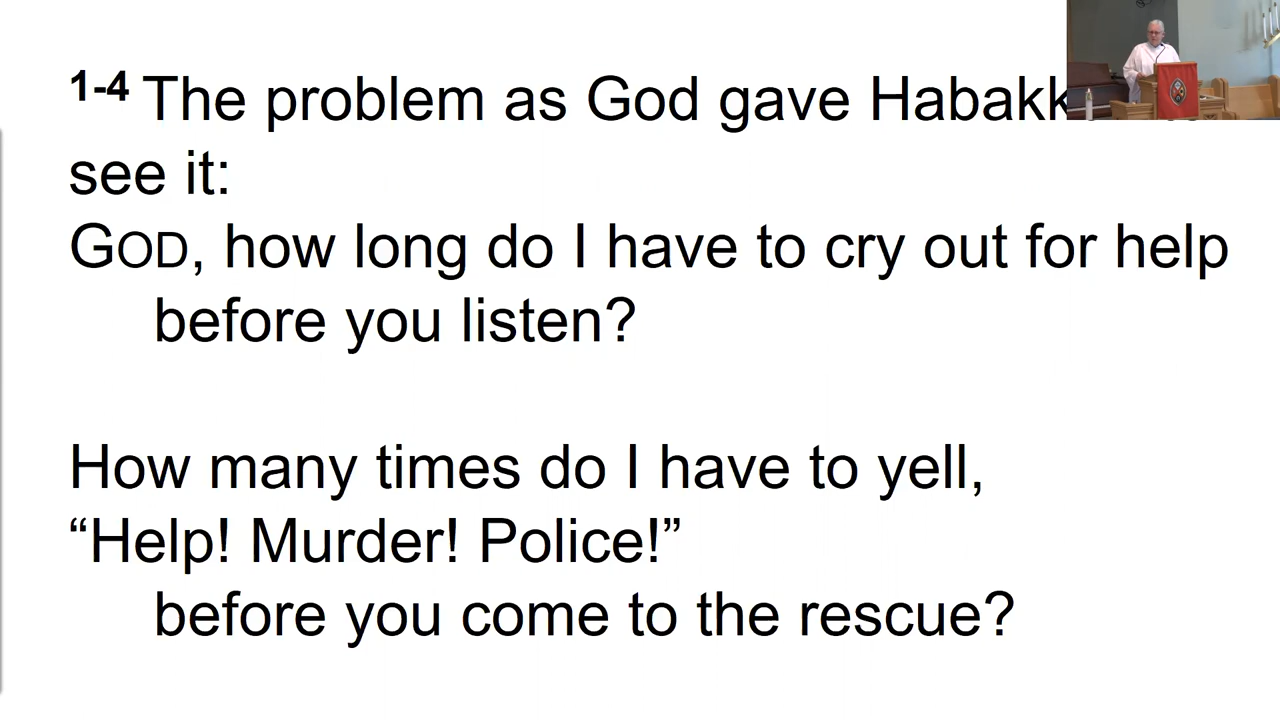 1-4 The problem as God gave
see it:
GOD, how long do I have to cry out for help
before you listen?
How many times do I have to yell,
“Help! Murder! Police!”
before you come to the rescue?